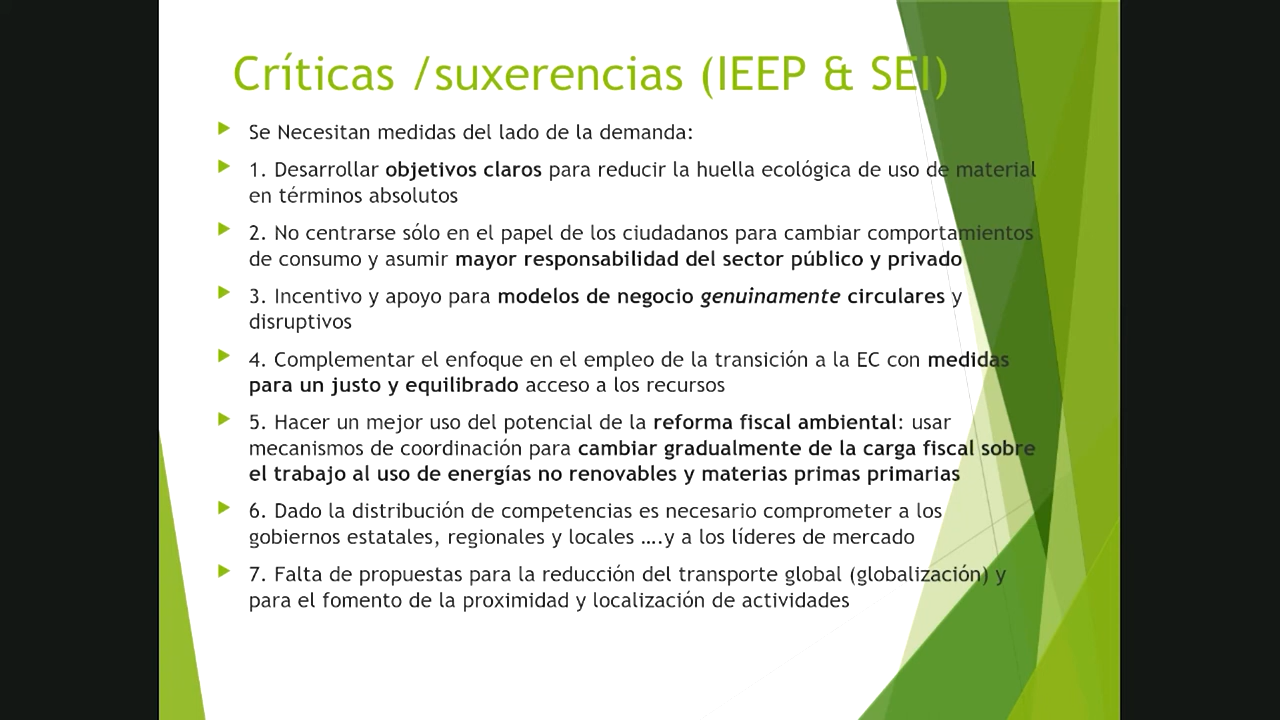 Críticas /suxerencias (IEEP & SEI)
Se Necesitan medidas del lado de la demanda:
1. Desarrollar objetivos claros para reducir la huella ecológica de uso de material
en términos absolutos
2. No centrarse sólo en el papel de los ciudadanos para cambiar comportamientos
de consumo y asumir mayor responsabilidad del sector público y privado
3. Incentivo y apoyo para modelos de negocio genuinamente circulares y
disruptivos
4. Complementar el enfoque en el empleo de la transición a la EC con medidas
para un justo y equilibrado acceso a los recursos
5. Hacer un mejor uso del potencial de la reforma fiscal ambiental: usar
mecanismos de coordinación para cambiar gradualmente de la carga fiscal sobre
el trabajo al uso de energías no renovables y materias primas primarias
6. Dado la distribución de competencias es necesario comprometer a los
gobiernos estatales, regionales y locales ….y a los líderes de mercado
7. Falta de propuestas para la reducción del transporte global (globalización) y
para el fomento de la proximidad y localización de actividades